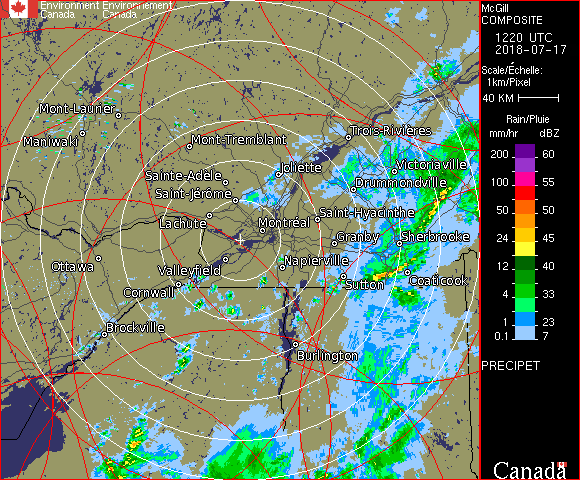 Environment Environnement
Canada Canada
McGill
COMPOSITE
1220 UTC
2018-07-17
Scale/Échelle:
1km/Pixel
40 KM
Rain/Pluie
mm/hr dBZ
200 60
100 55
50 50
24 45
12 40
4 33
1 23
0.1 7
PRECIPET
Canada
Mont-Laurier
Maniwaki
Mont-Tremblant
Trois-Rivières
Joliette
Victoriaville
Sainte-Adèle
Drummondville
Saint-Jérôme
Lachute
Montréal
Saint-Hyacinthe
Granby
Sherbrooke
Ottawa
Valleyfield
Napierville
Sutton
Coaticook
Cornwall
Brockville
Burlington